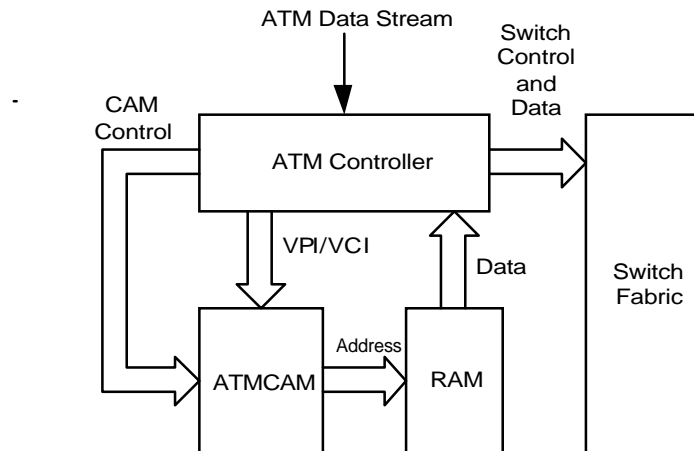 ATM Data Stream
Switch
Control
and
Data
-
CAM
Control
ATM Controller
VPI/VCI
Data
Switch
Fabric
Address
ATMCAM
RAM